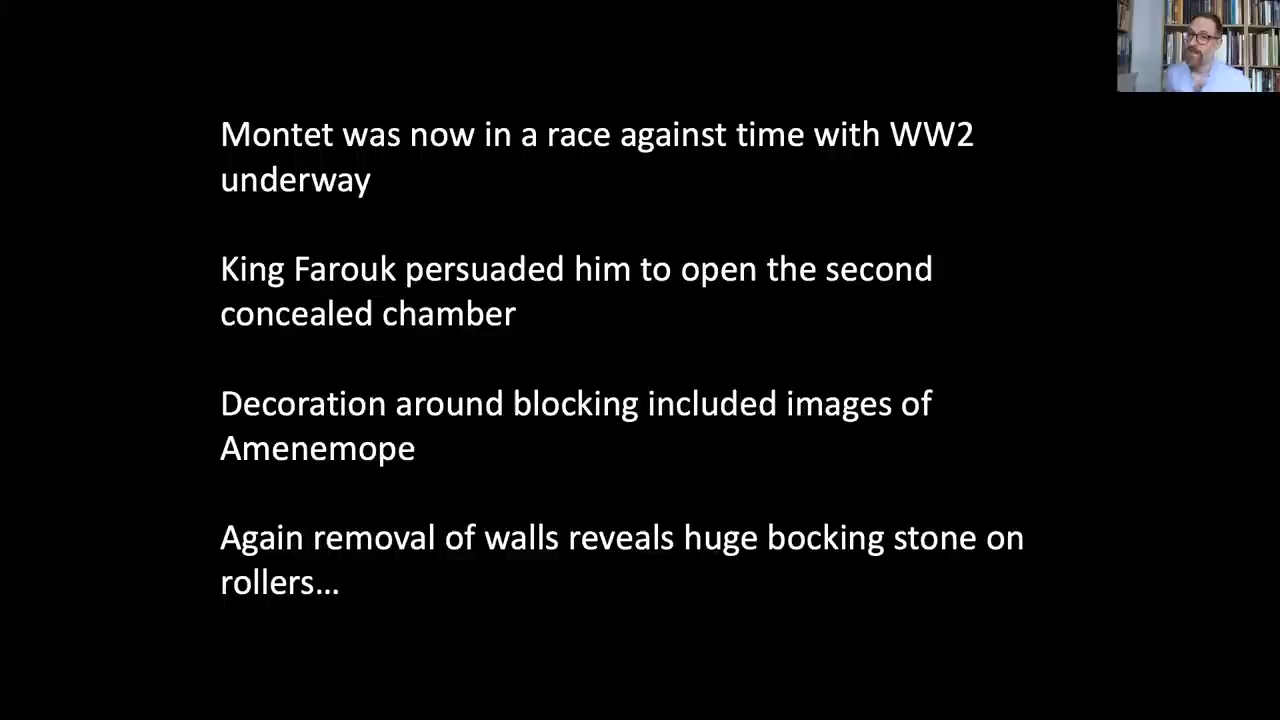 Montet was now in a race against time with WW2
underway
King Farouk persuaded him to open the second
concealed chamber
Decoration around blocking included images of
Amenemope
Again removal of walls reveals huge bocking stone on
rollers…